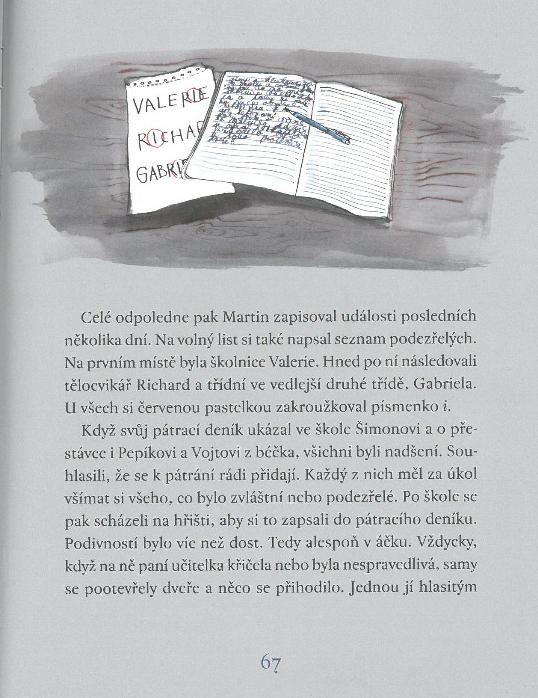 VALERIE
RICHAR
GABRI
Celé odpoledne pak Martin zapisoval události posledních
několika dní. Na volný list si také napsal seznam podezřelých.
Na prvním místě byla školnice Valerie. Hned po ní následovali
tělocvikář Richard a třídní ve vedlejší druhé třídě, Gabriela.
U všech si červenou pastelkou zakroužkoval písmenko i.
Když svůj pátrací deník ukázal ve škole Šimonovi a o pře-
stávce i Pepíkovi a Vojtovi z béčka, všichni byli nadšení. Sou-
hlasili, že se k pátrání rádi přidají. Každý z nich měl za úkol
všímat si všeho, co bylo zvláštní nebo podezřelé. Po škole se
pak scházeli na hřišti, aby si to zapsali do pátracího deníku.
Podivností bylo víc než dost. Tedy alespoň v áčku. Vždycky,
když na ně paní učitelka křičela nebo byla nespravedlivá, samy
se pootevřely dveře a něco se přihodilo. Jednou jí hlasitým
67